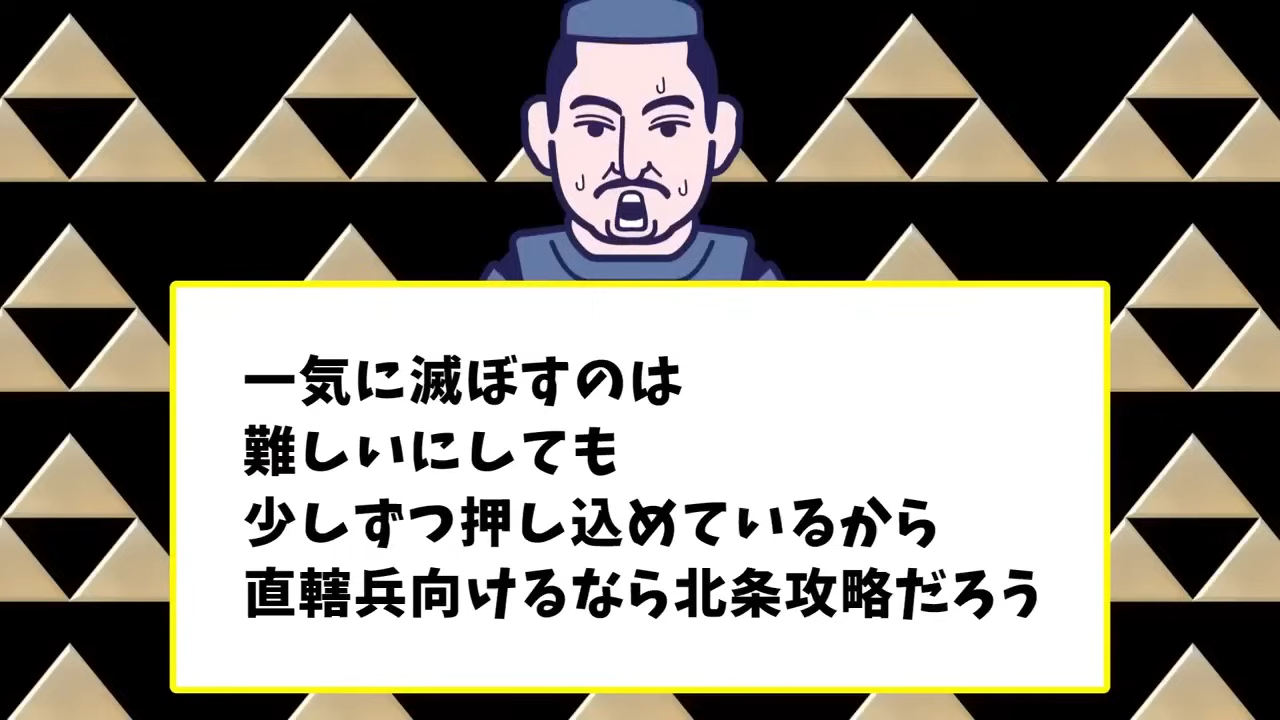 一気に滅ぼすのは
難しいにしても
少しずつ押し込めているから
直轄兵向けるなら北条攻略だろう